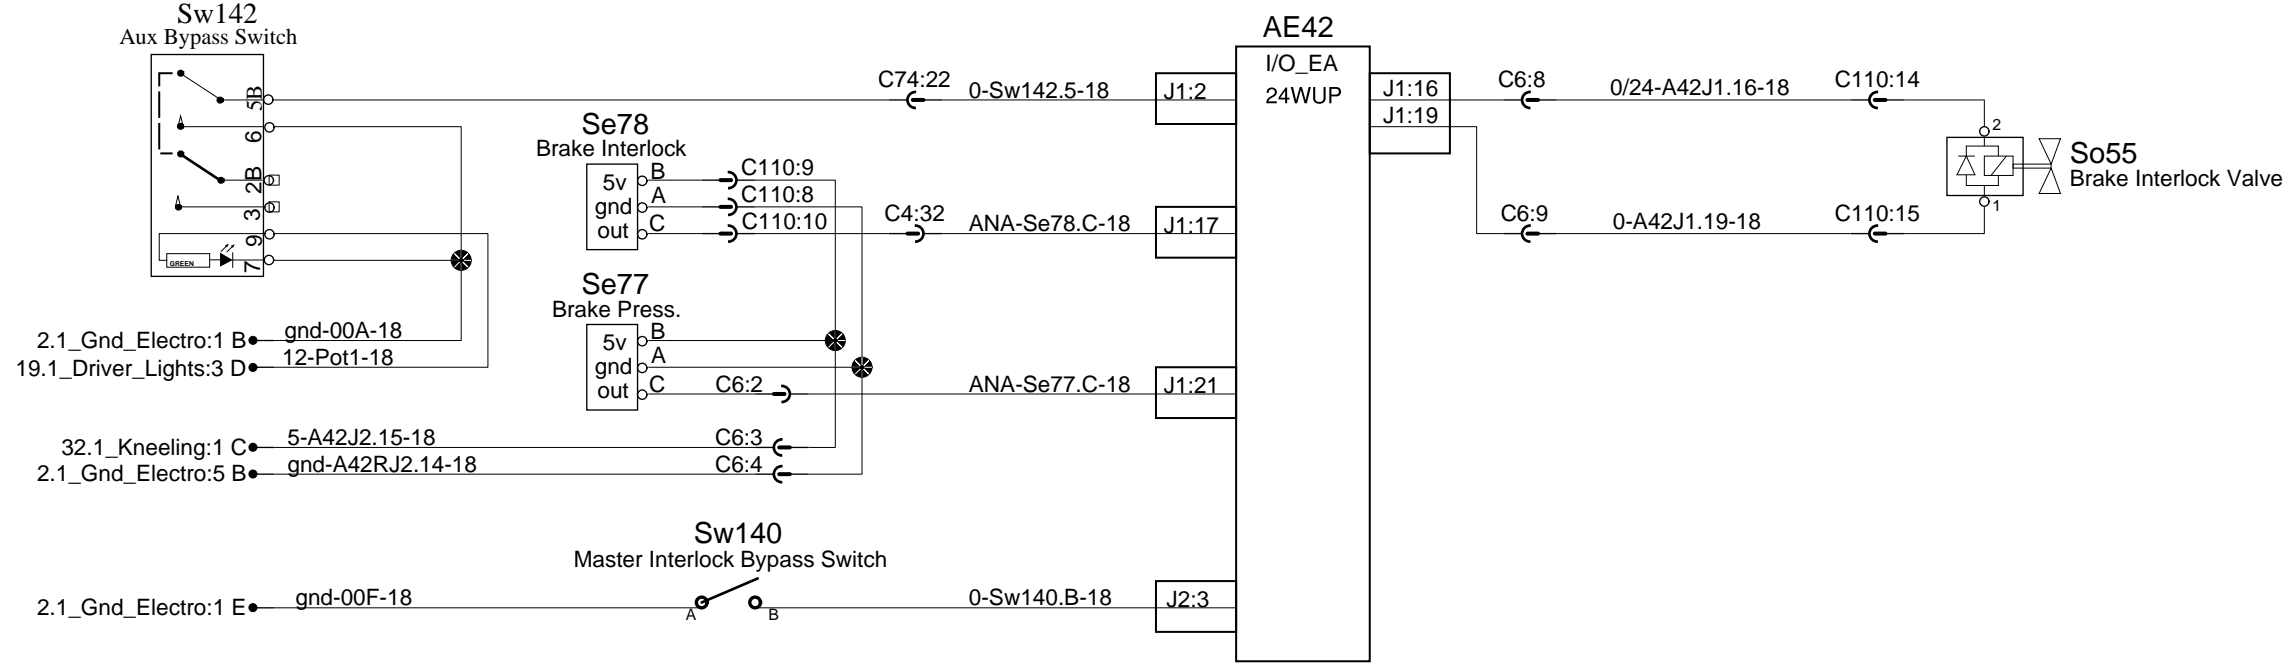 Sw142
Aux Bypass Switch
5B
6
2B
3
9
7
GREEN
2.1_Gnd_Electro:1 B
gnd-00A-18
19.1_Driver_Lights:3 D
12-Pot1-18
32.1_Kneeling:1 C
5-A42J2.15-18
C6:3
2.1_Gnd_Electro:5 B
gnd-A42RJ2.14-18
C6:4
Se78
Brake Interlock
5v
B
C110:9
gnd
A
C110:8
out
C
C110:10
C4:32
ANA-Se78.C-18
J1:17
Se77
Brake Press.
5v
B
gnd
A
out
C
C6:2
ANA-Se77.C-18
J1:21
C74:22
0-Sw142.5-18
J1:2
Sw140
Master Interlock Bypass Switch
2.1_Gnd_Electro:1 E
gnd-00F-18
A
B
0-Sw140.B-18
J2:3
AE42
I/O_EA
24WUP
J1:16
J1:19
C6:8
0/24-A42J1.16-18
C110:14
C6:9
0-A42J1.19-18
C110:15
2
1
So55
Brake Interlock Valve